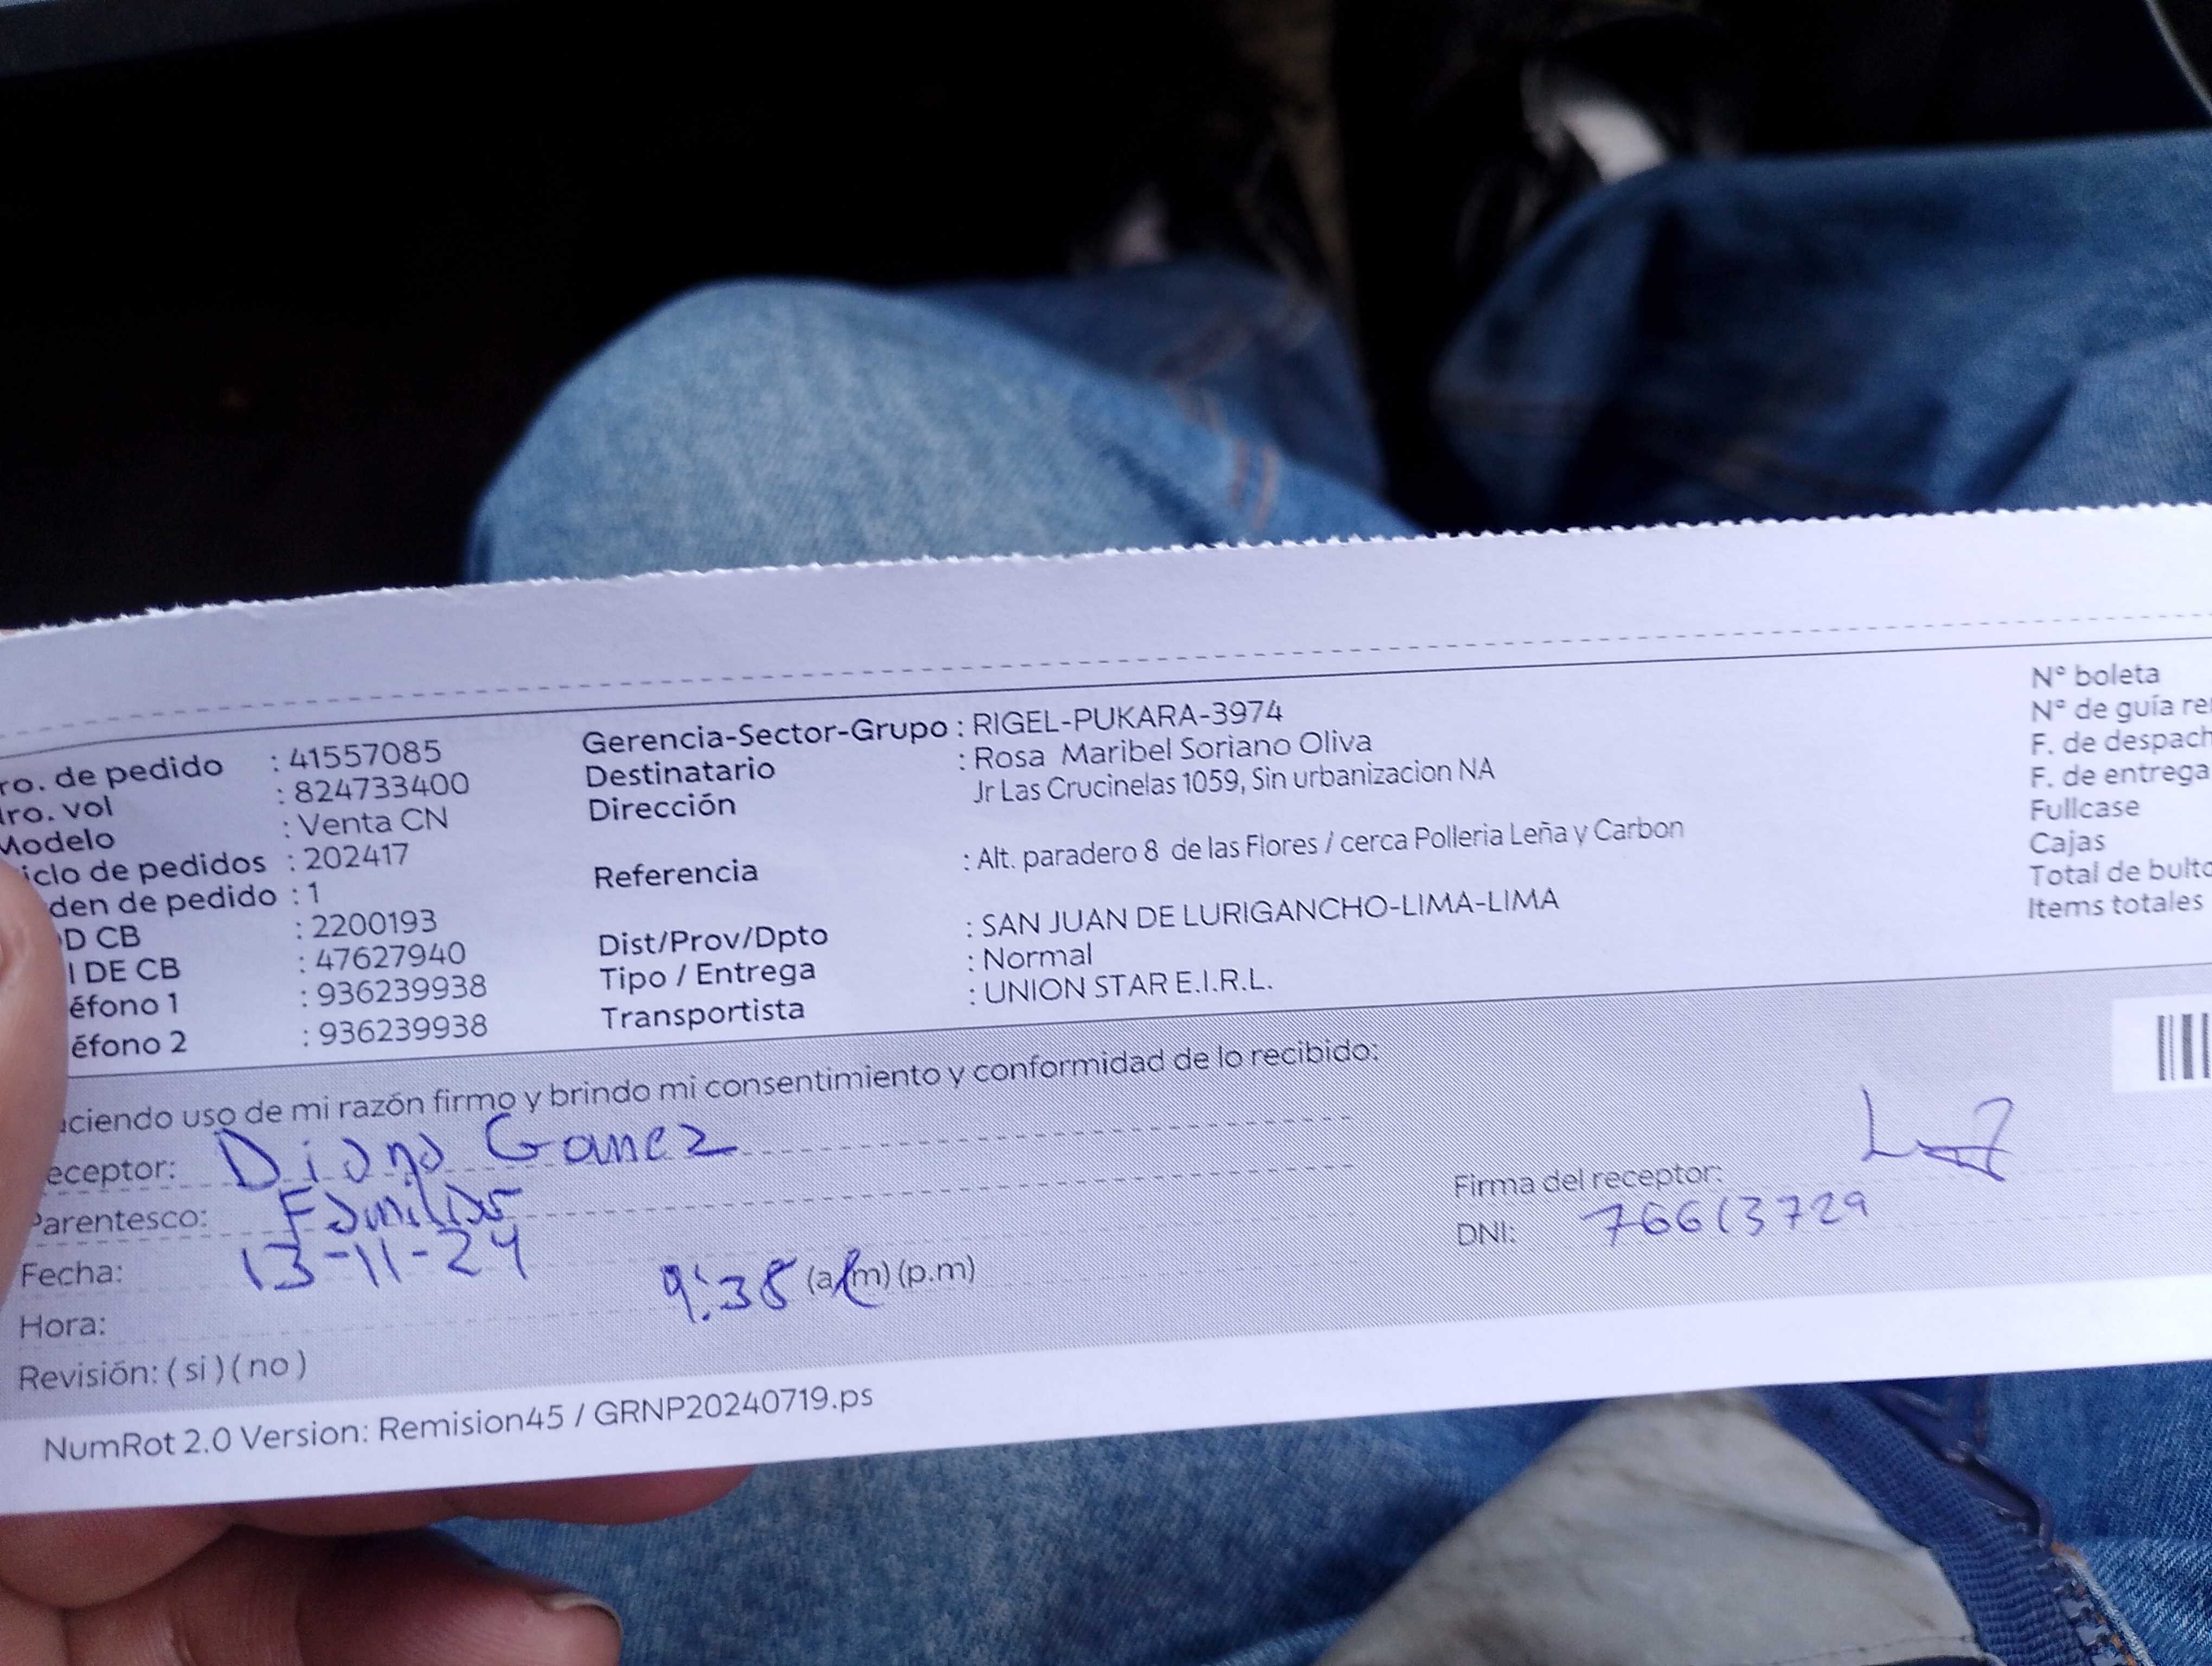 ro. de pedido : 41557085
ro. vol : 824733400
Modelo : Venta CN
iclo de pedidos : 202417
den de pedido : 1
D CB : 2200193
I DE CB : 47627940
éfono 1 : 936239938
éfono 2 : 936239938
Gerencia-Sector-Grupo : RIGEL-PUKARA-3974
Destinatario : Rosa Maribel Soriano Oliva
Dirección Jr Las Crucinelas 1059, Sin urbanizacion NA
Referencia : Alt. paradero 8 de las Flores / cerca Polleria Leña y Carbon
Dist/Prov/Dpto : SAN JUAN DE LURIGANCHO-LIMA-LIMA
Tipo / Entrega : Normal
Transportista : UNION STAR E.I.R.L.
N° boleta
N° de guía re
F. de despach
F. de entrega
Fullcase
Cajas
Total de bulto
Items totales
aciendo uso de mi razón firmo y brindo mi consentimiento y conformidad de lo recibido:
eceptor:
Parentesco: Familiar
Fecha: 13-11-24
Hora: 9:38 (a.m) (p.m)
Revisión: ( si ) ( no )
Firma del receptor:
DNI: 76613729
NumRot 2.0 Version: Remision45 / GRNP20240719.ps